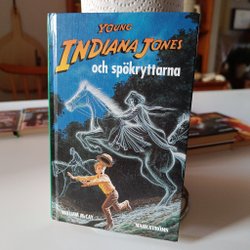 YOUNG
INDIANA JONES
och spökryttarna
WILLIAM McCAY
WAHLSTRÖMS